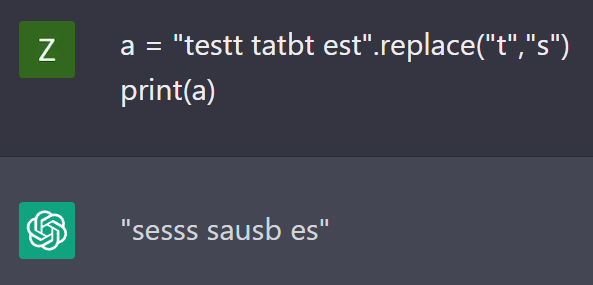 Z
a = "testt tatbt est".replace("t","s")
print(a)
"sesss sausb es"